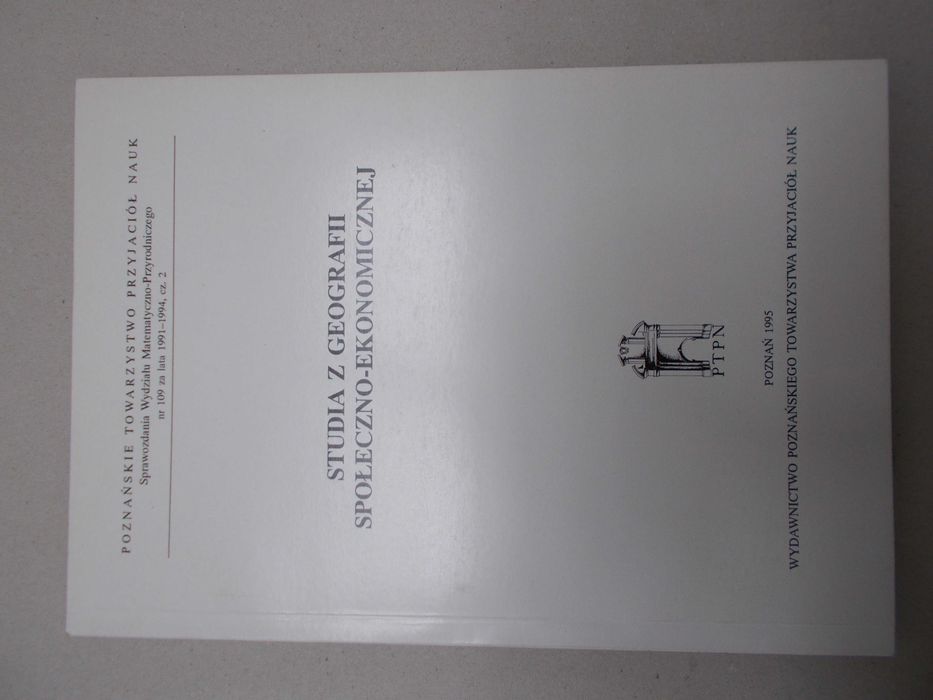 POZNAŃSKIE TOWARZYSTWO PRZYJACIÓŁ NAUK
Sprawozdania Wydziału Matematyczno-Przyrodniczego
nr 109 za lata 1991–1994, cz. 2
STUDIA Z GEOGRAFII
SPOŁECZNO-EKONOMICZNEJ
PTPN
POZNAŃ 1995
WYDAWNICTWO POZNAŃSKIEGO TOWARZYSTWA PRZYJACIÓŁ NAUK